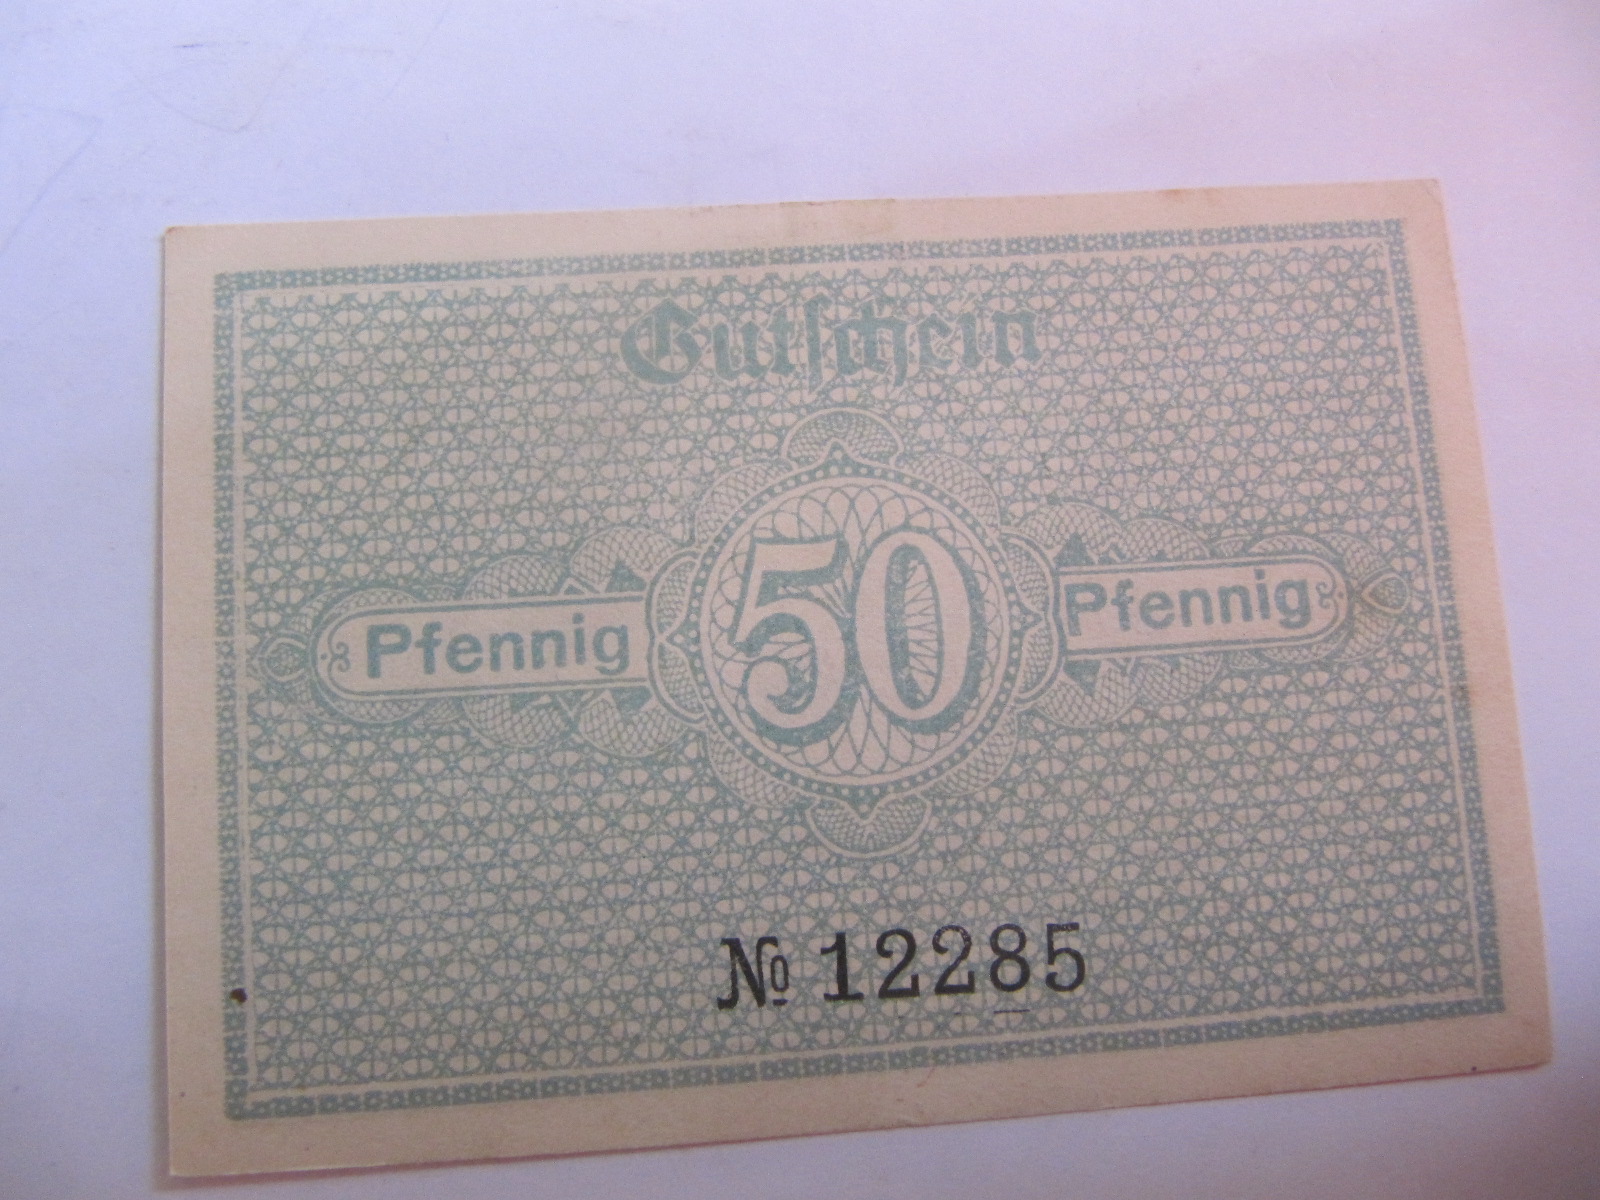 Gutschein
Pfennig 50 Pfennig
№ 12285